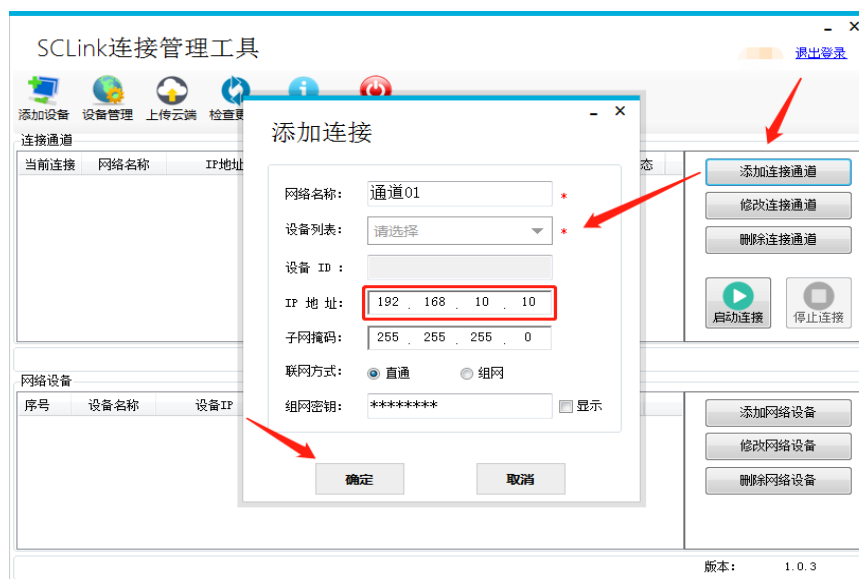 SCLink连接管理工具
退出登录
添加设备 设备管理 上传云端 检查更
连接通道
当前连接 网络名称 IP地址 态
添加连接通道
修改连接通道
删除连接通道
启动连接 停止连接
添加连接
网络名称: 通道01 *
设备列表: 请选择 *
设备 ID :
IP 地 址: 192 . 168 . 10 . 10
子网掩码: 255 . 255 . 255 . 0
联网方式: 直通 组网
组网密钥: ******** 显示
确定 取消
网络设备
序号 设备名称 设备IP
添加网络设备
修改网络设备
删除网络设备
版本: 1.0.3